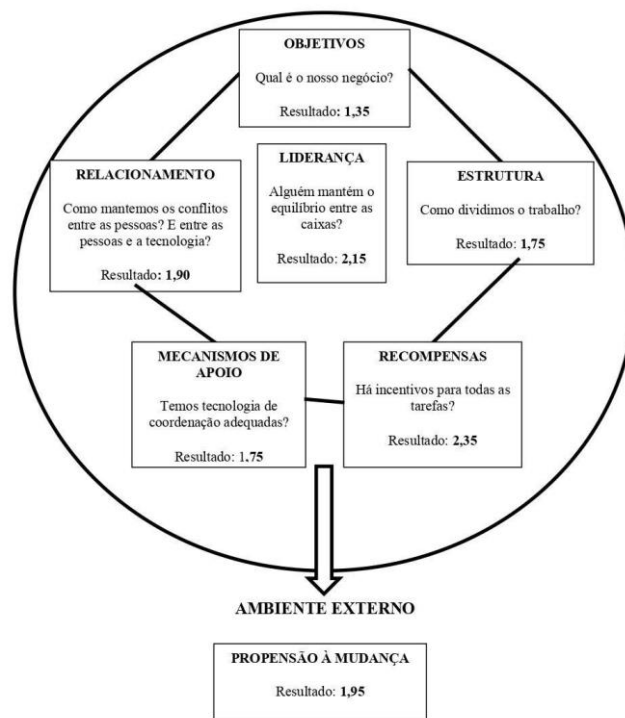 OBJETIVOS
Qual é o nosso negócio?
Resultado: 1,35
LIDERANÇA
Alguém mantém o
equilíbrio entre as
caixas?
Resultado: 2,15
RELACIONAMENTO
Como mantemos os conflitos
entre as pessoas? E entre as
pessoas e a tecnologia?
Resultado: 1,90
ESTRUTURA
Como dividimos o trabalho?
Resultado: 1,75
MECANISMOS DE
APOIO
Temos tecnologia de
coordenação adequadas?
Resultado: 1,75
RECOMPENSAS
Há incentivos para todas as
tarefas?
Resultado: 2,35
AMBIENTE EXTERNO
PROPENSÃO À MUDANÇA
Resultado: 1,95